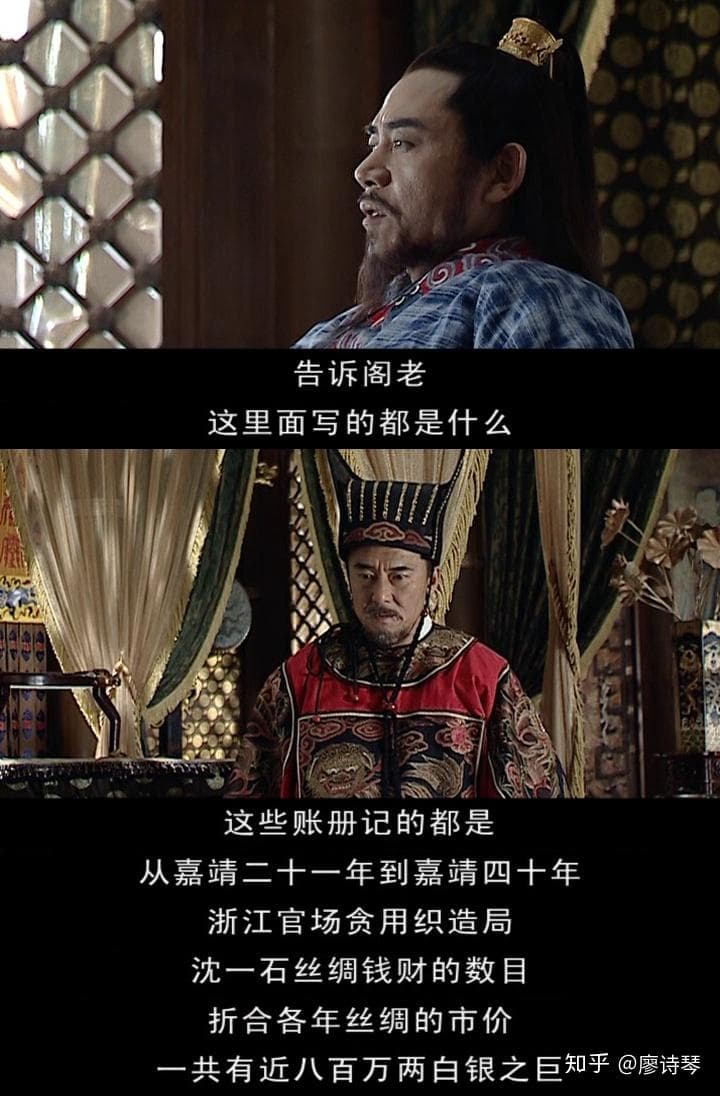 告诉阁老
这里面写的都是什么
这些账册记的都是
从嘉靖二十一年到嘉靖四十年
浙江官场贪用织造局
沈一石丝绸钱财的数目
折合各年丝绸的市价
一共有近八百万两白银之巨
知乎 @廖诗琴